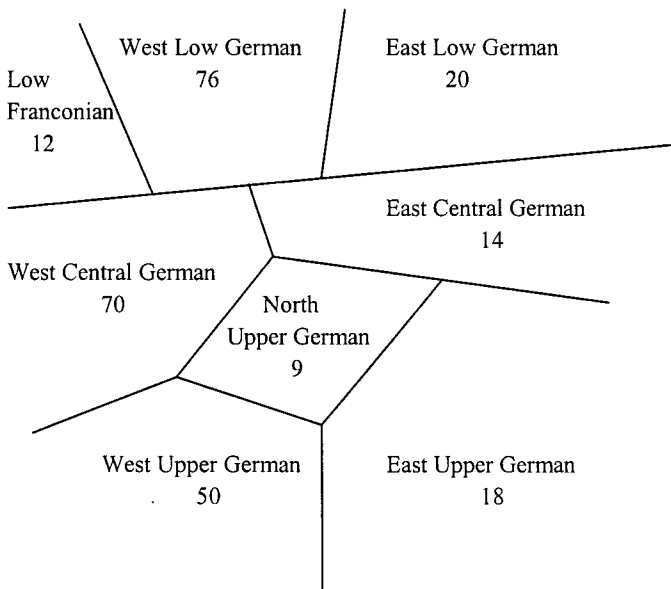 West Low German
76
East Low German
20
Low
Franconian
12
East Central German
14
West Central German
70
North
Upper German
9
West Upper German
50
East Upper German
18